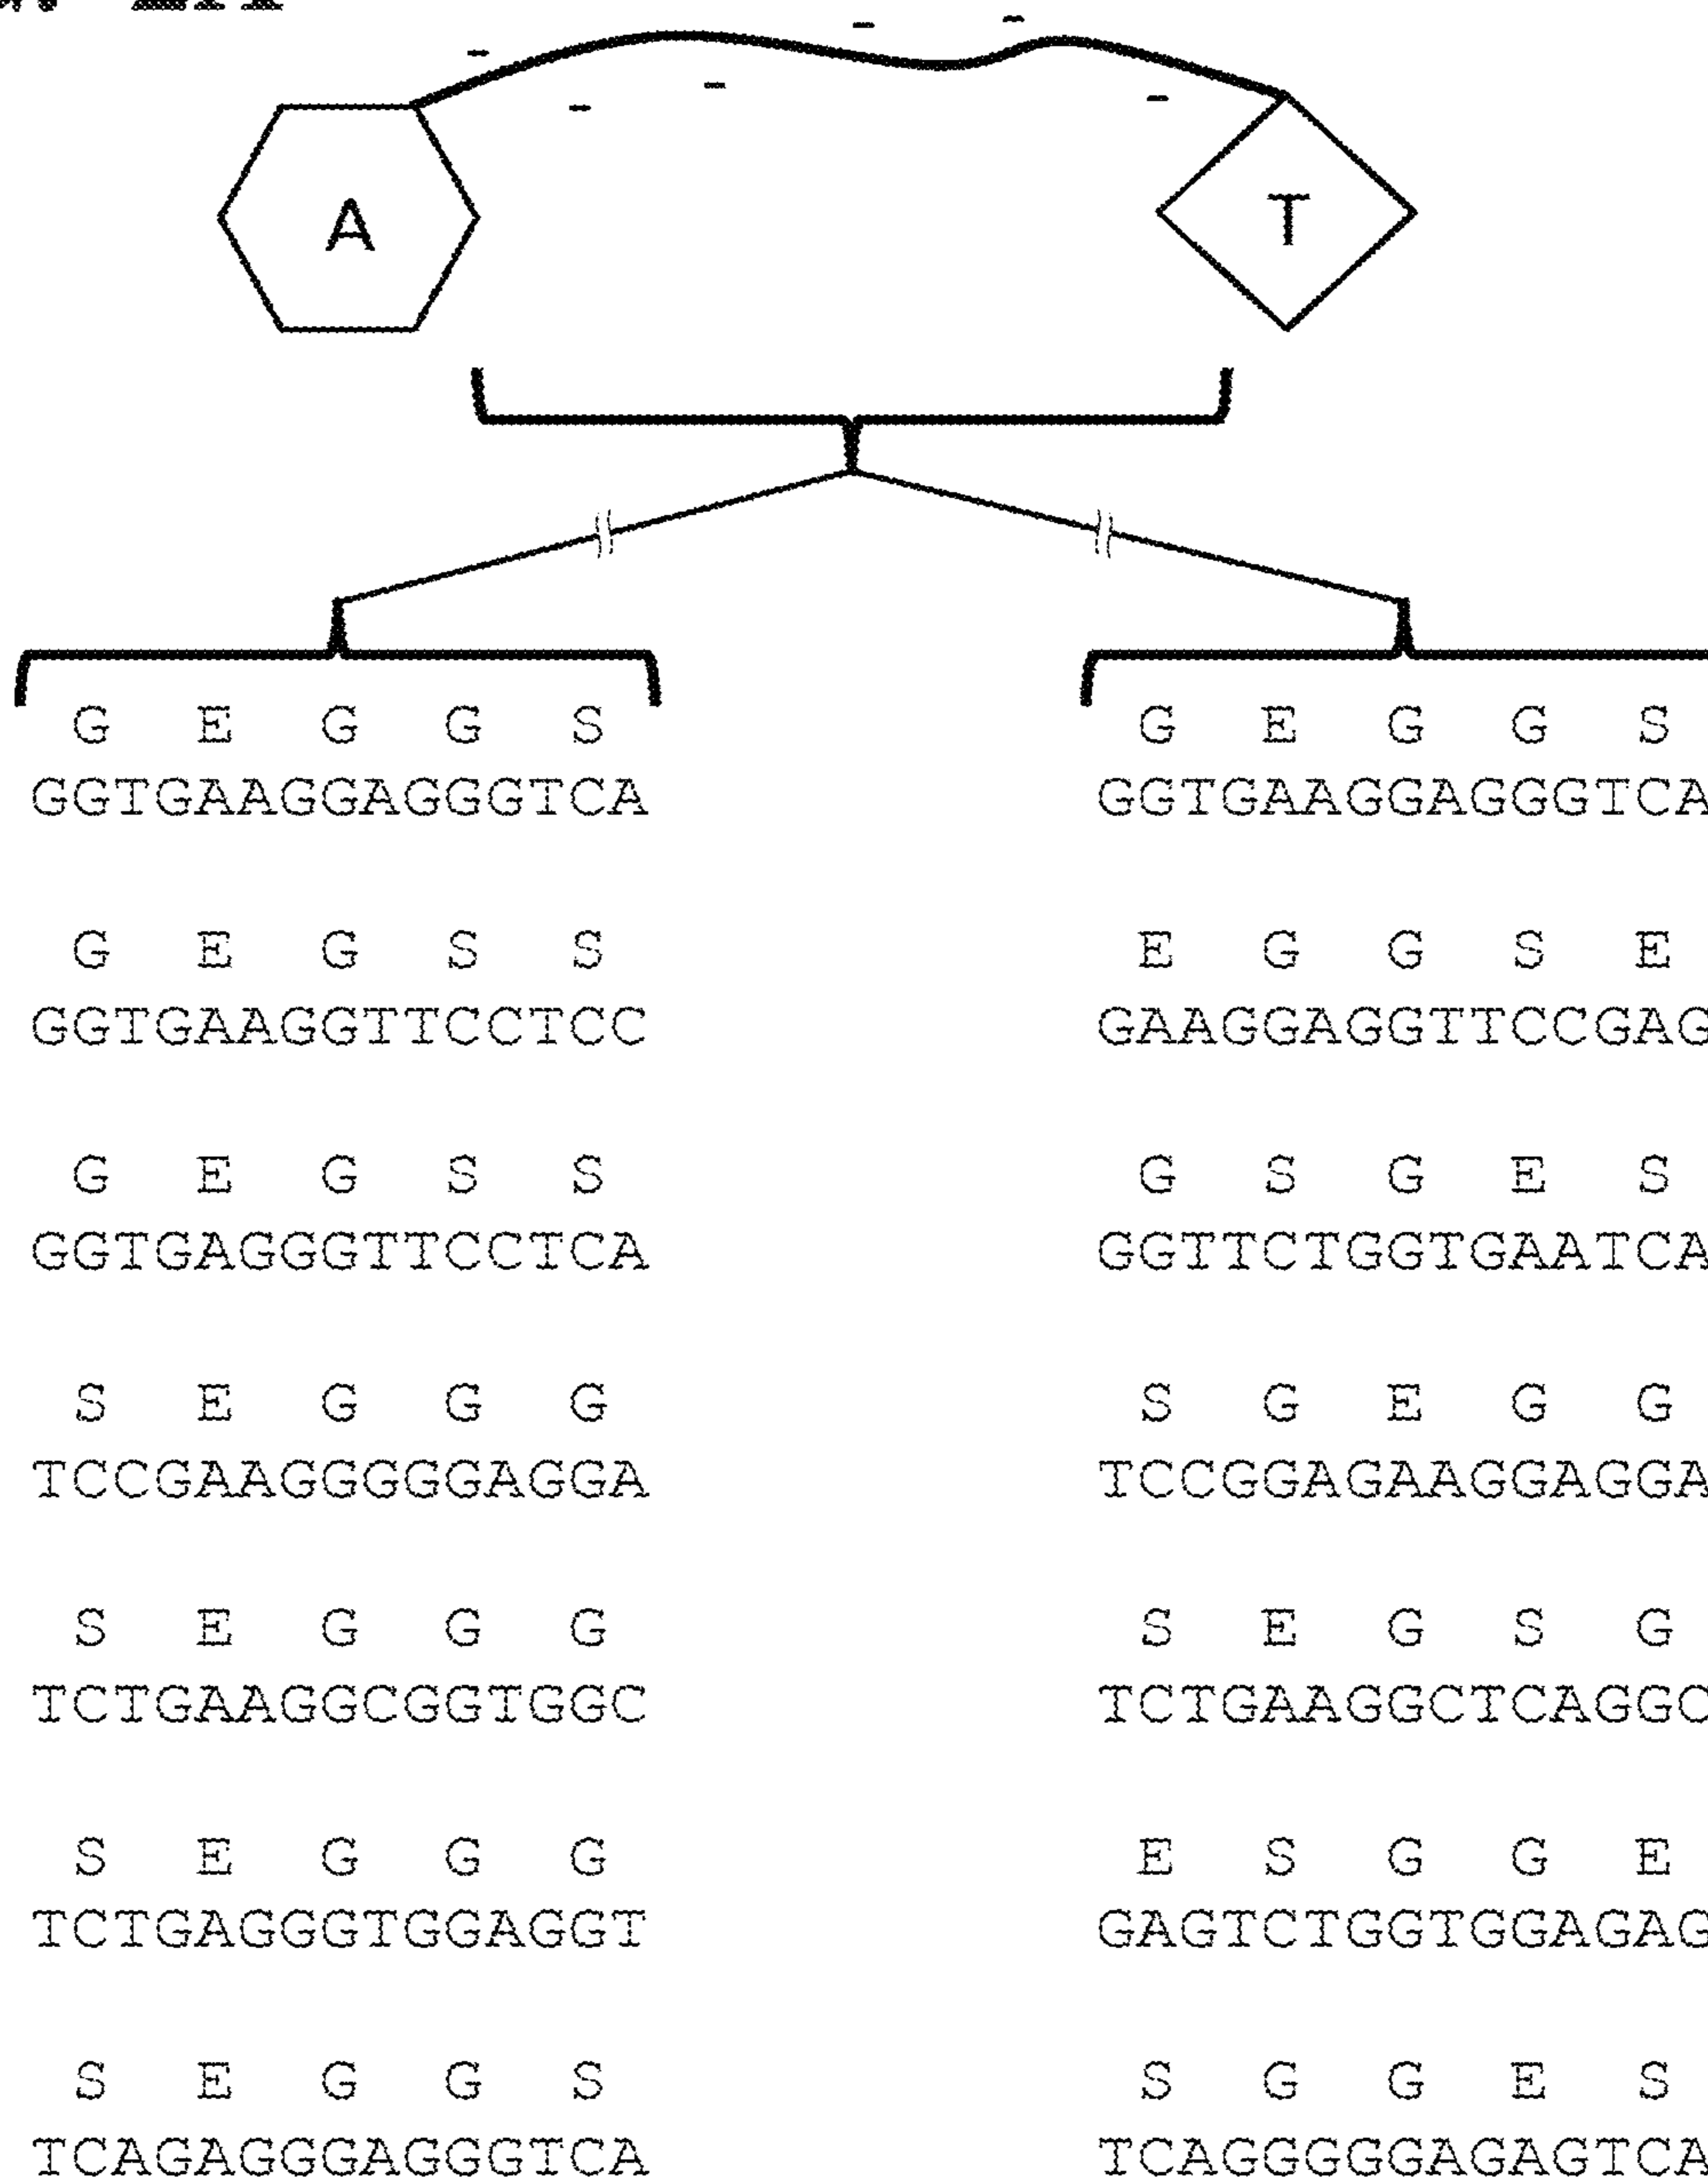 A T
G E G G S G E G G S
GGTGAAGGAGGGTCA GGTGAAGGAGGGTCA
G E G S S E G G S E
GGTGAAGGTTCCTCC GAAGGAGGTTCCGAG
G E G S S G S G E S
GGTGAGGGTTCCTCA GGTTCTGGTGAATCA
S E G G G S G E G G
TCCGAAGGGGGAGGA TCCGGAGAAGGAGGA
S E G G G S E G S G
TCTGAAGGCGGTGGC TCTGAAGGCTCAGGC
S E G G G E S G G E
TCTGAGGGTGGAGGT GAGTCTGGTGGAGAG
S E G G S S G G E S
TCAGAGGGAGGGTCA TCAGGGGGAGAGTCA